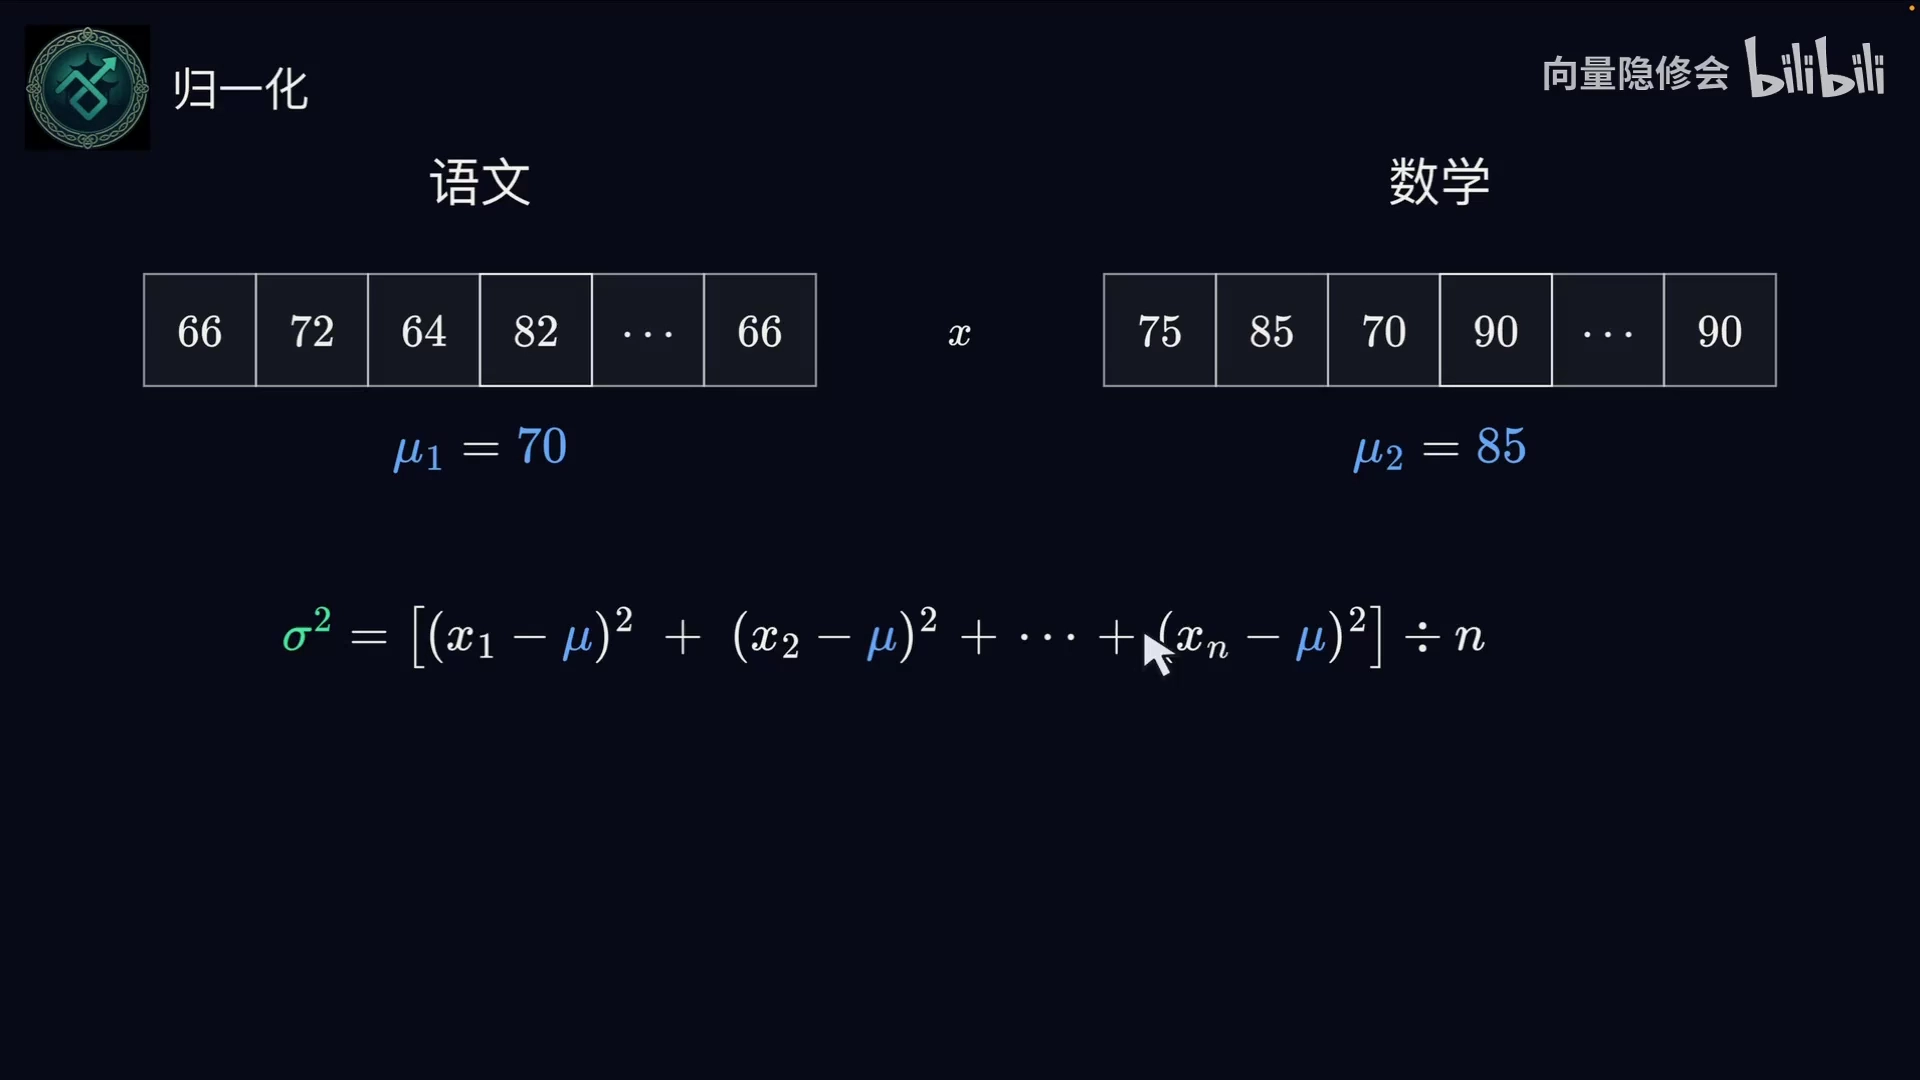 归一化
向量隐修会 bilibili
语文 数学
66 72 64 82 ··· 66 x 75 85 70 90 ··· 90
μ₁ = 70 μ₂ = 85
σ² = [(x₁ − μ)² + (x₂ − μ)² + ··· + (xₙ − μ)²] ÷ n